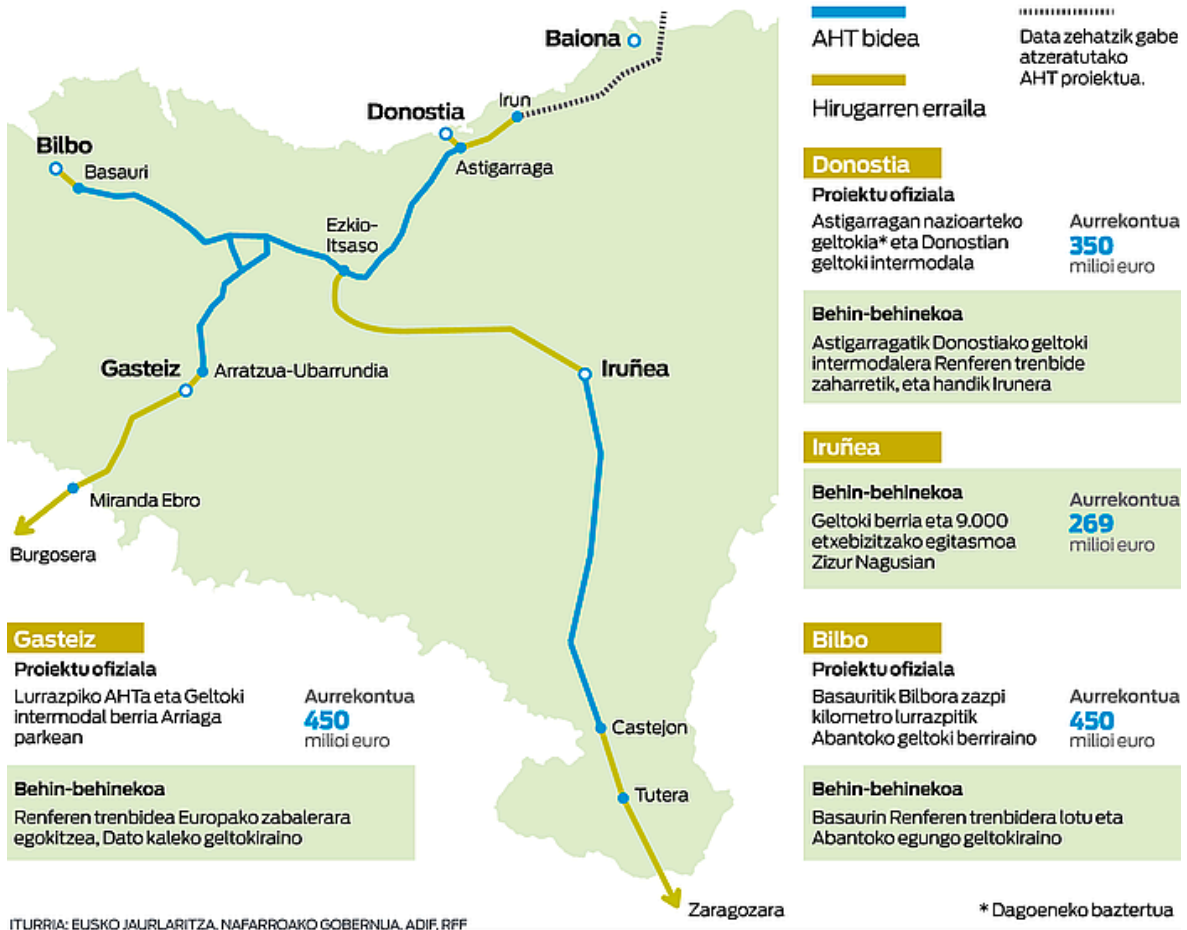 Baiona
Irun
Donostia
Astigarraga
Bilbo
Basauri
Ezkio-
Itsaso
Gasteiz
Arratzua-Ubarrundia
Iruñea
Miranda Ebro
Burgosera
Castejon
Tutera
Zaragozara
AHT bidea
Data zehatzik gabe
atzeratutako
AHT proiektua.
Hirugarren erraila
Donostia
Proiektu ofiziala
Astigarragan nazioarteko
geltokia* eta Donostian
geltoki intermodala
Aurrekontua
350
milioi euro
Behin-behinekoa
Astigarragatik Donostiako geltoki
intermodalera Renferen trenbide
zaharretik, eta handik Irunera
Iruñea
Behin-behinekoa
Geltoki berria eta 9.000
etxebizitzako egitasmoa
Zizur Nagusian
Aurrekontua
269
milioi euro
Gasteiz
Proiektu ofiziala
Lurrazpiko AHTa eta Geltoki
intermodal berria Arriaga
parkean
Aurrekontua
450
milioi euro
Behin-behinekoa
Renferen trenbidea Europako zabalerara
egokitzea, Dato kaleko geltokiraino
Bilbo
Proiektu ofiziala
Basauritik Bilbora zazpi
kilometro lurrazpitik
Abantoko geltoki berriraino
Aurrekontua
450
milioi euro
Behin-behinekoa
Basaurin Renferen trenbidera lotu eta
Abantoko egungo geltokiraino
ITURRIA: EUSKO JAURLARITZA, NAFARROAKO GOBERNUA, ADIF, RFF
* Dagoeneko baztertua